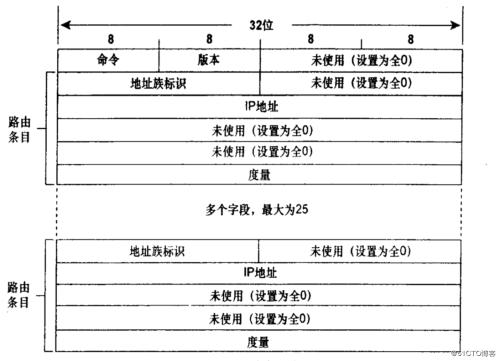 32位
8 8 8 8
命令 版本 未使用（设置为全0）
地址族标识 未使用（设置为全0）
IP地址
未使用（设置为全0）
未使用（设置为全0）
度量
路由
条目
多个字段，最大为25
地址族标识 未使用（设置为全0）
IP地址
未使用（设置为全0）
未使用（设置为全0）
度量
路由
条目
@51CTO博客